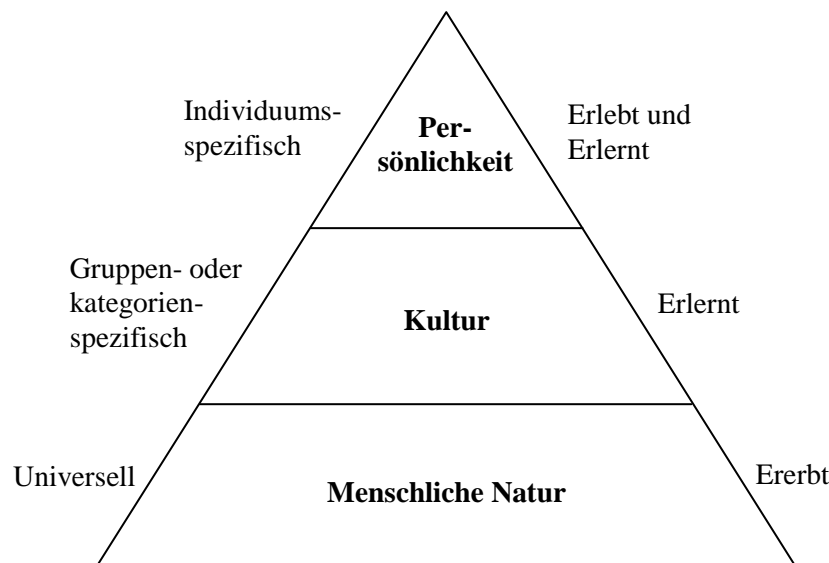 Individuums-
spezifisch
Per-
sönlichkeit
Erlebt und
Erlernt
Gruppen- oder
kategorien-
spezifisch
Kultur
Erlernt
Universell
Menschliche Natur
Ererbt